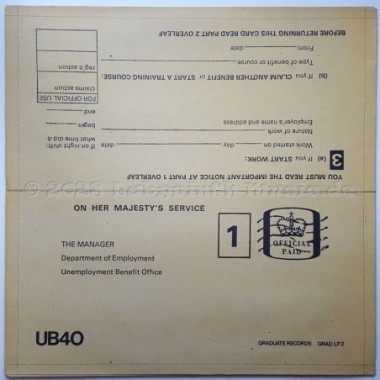 YOU MUST READ THE IMPORTANT NOTICE AT PART 1 OVERLEAF
3 (a) If you START WORK:
Work started on day date
Nature of work
Employer's name and address
If on night shift:
what time did it
begin
end
(b) If you CLAIM ANOTHER BENEFIT or START A TRAINING COURSE:
Type of benefit or course
From date
FOR OFFICIAL USE
claims action
reg'n action
BEFORE RETURNING THIS CARD READ PART 2 OVERLEAF
ON HER MAJESTY'S SERVICE
1
OFFICIAL
PAID
THE MANAGER
Department of Employment
Unemployment Benefit Office
UB40
GRADUATE RECORDS GRAD LP 2